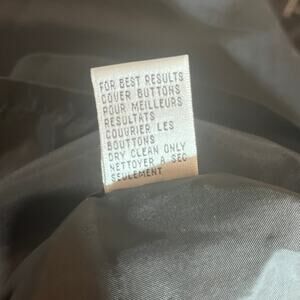 FOR BEST RESULTS
COVER BUTTONS
POUR MEILLEURS
RESULTATS
COUVRIER LES
BOUTTONS
DRY CLEAN ONLY
NETTOYER A SEC
SEULEMENT